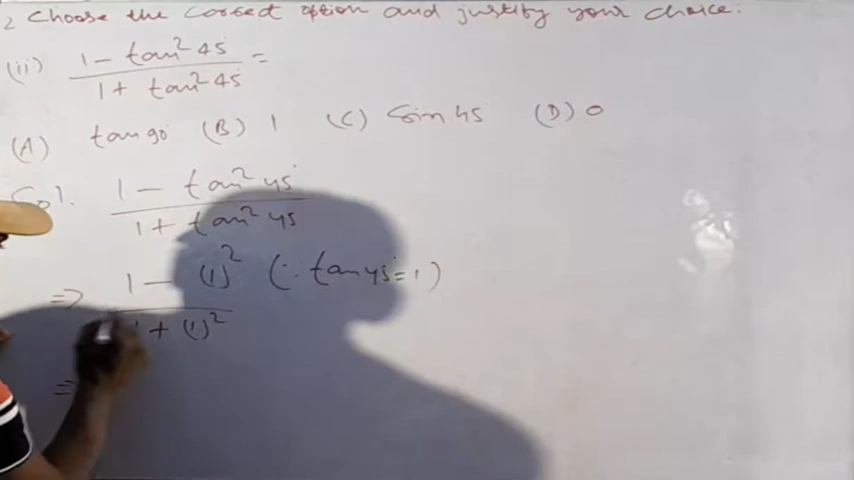 2 Choose the correct option and justify your choice:
(ii) 1 - tan² 45° / 1 + tan² 45° =
(A) tan 90 (B) 1 (C) Sin 45 (D) 0
Sol. 1 - tan² 45° / 1 + tan² 45
⇒ 1 - (1)² / 1 + (1)² (∵ tan 45° = 1)
=